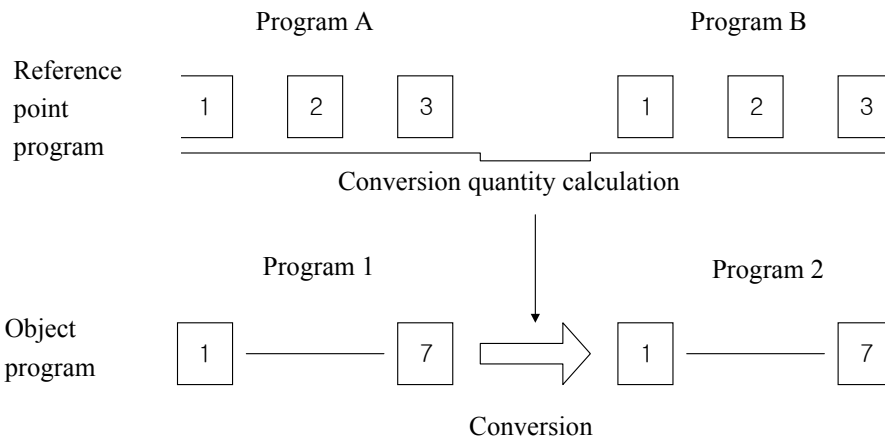 Program A
Program B
Reference
point
program
1
2
3
1
2
3
Conversion quantity calculation
Program 1
Program 2
Object
program
1
7
1
7
Conversion